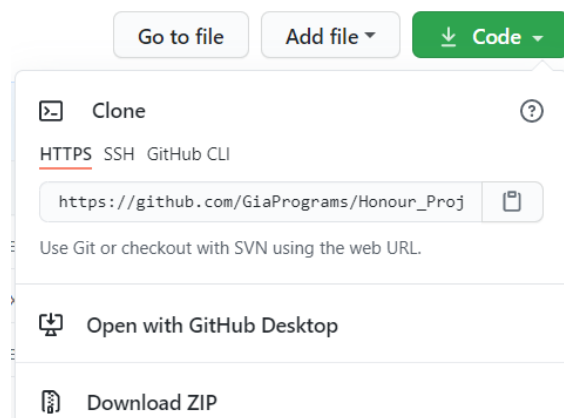 Go to file Add file Code
Clone
HTTPS SSH GitHub CLI
https://github.com/GiaPrograms/Honour_Proj
Use Git or checkout with SVN using the web URL.
Open with GitHub Desktop
Download ZIP